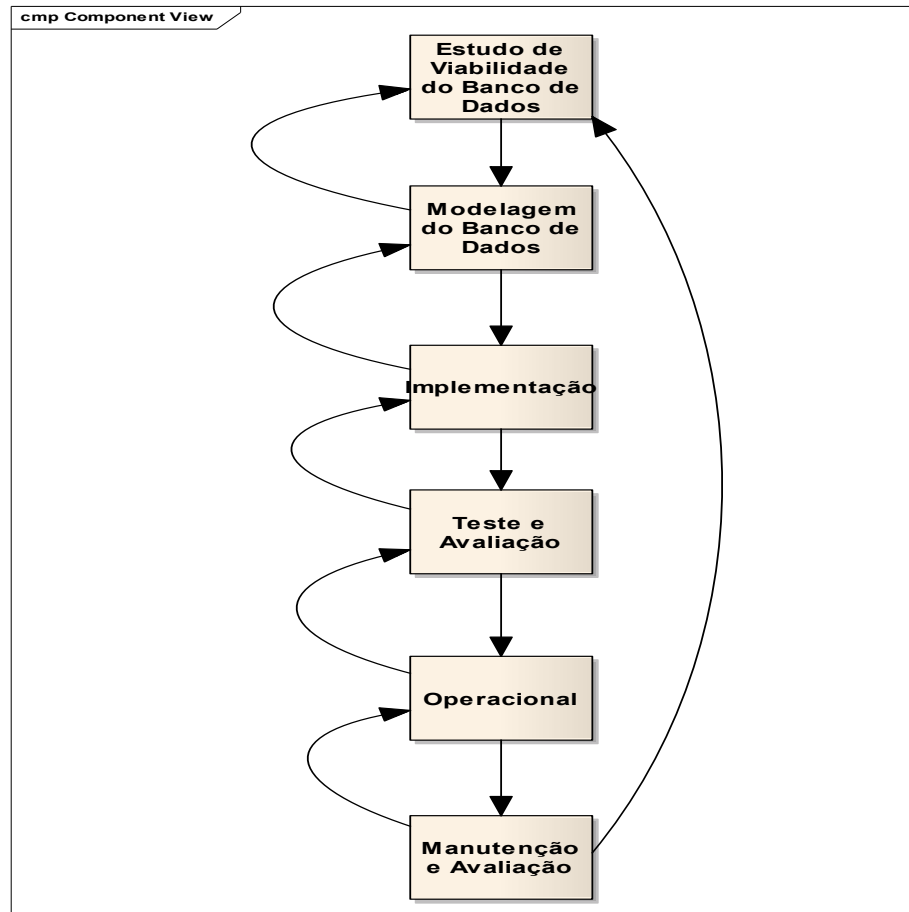 cmp Component View
Estudo de
Viabilidade
do Banco de
Dados
Modelagem
do Banco de
Dados
Implementação
Teste e
Avaliação
Operacional
Manutenção
e Avaliação